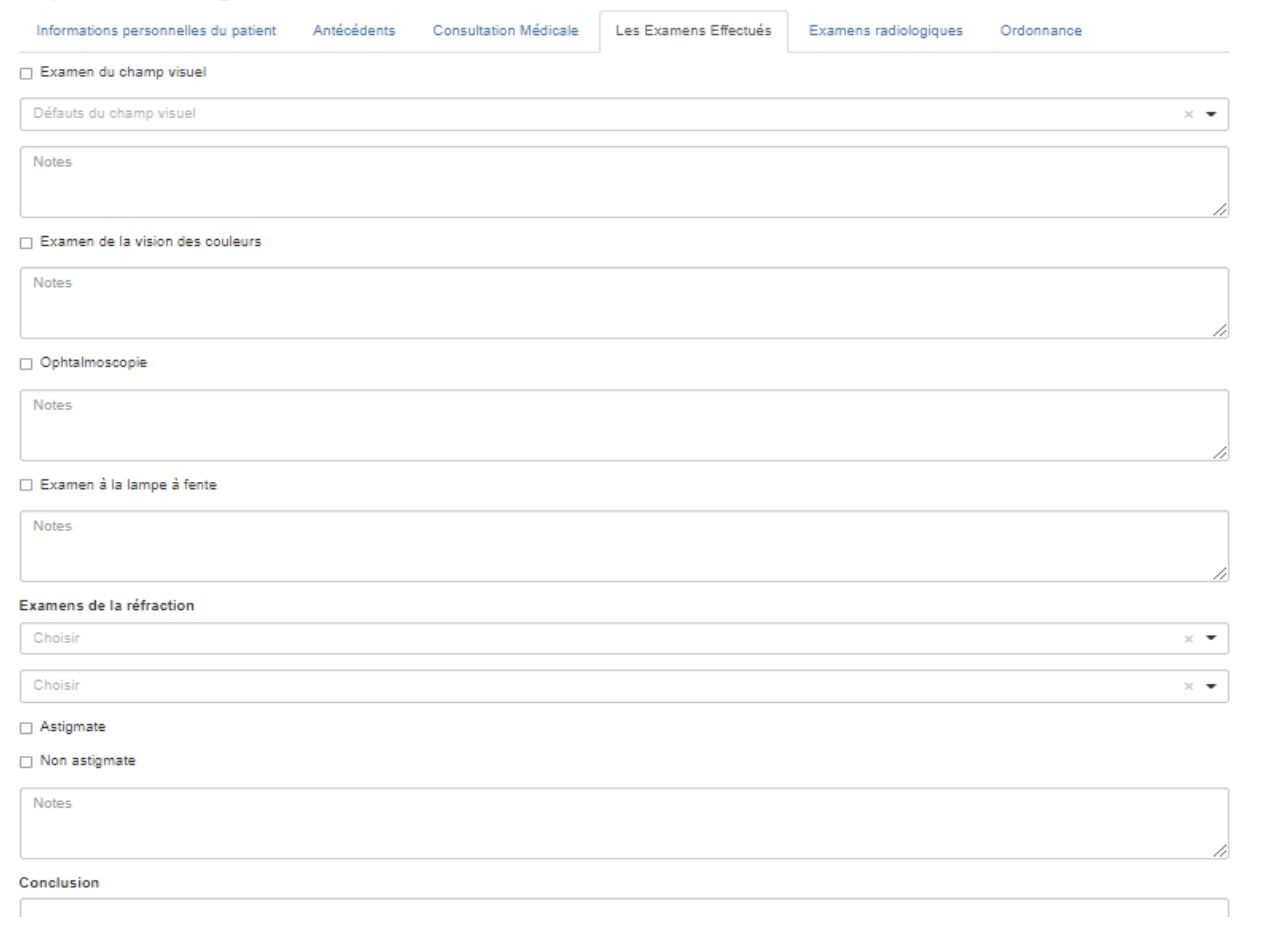 Informations personnelles du patient Antécédents Consultation Médicale Les Examens Effectués Examens radiologiques Ordonnance
Examen du champ visuel
Défauts du champ visuel
Notes
Examen de la vision des couleurs
Notes
Ophtalmoscopie
Notes
Examen à la lampe à fente
Notes
Examens de la réfraction
Choisir
Choisir
Astigmate
Non astigmate
Notes
Conclusion